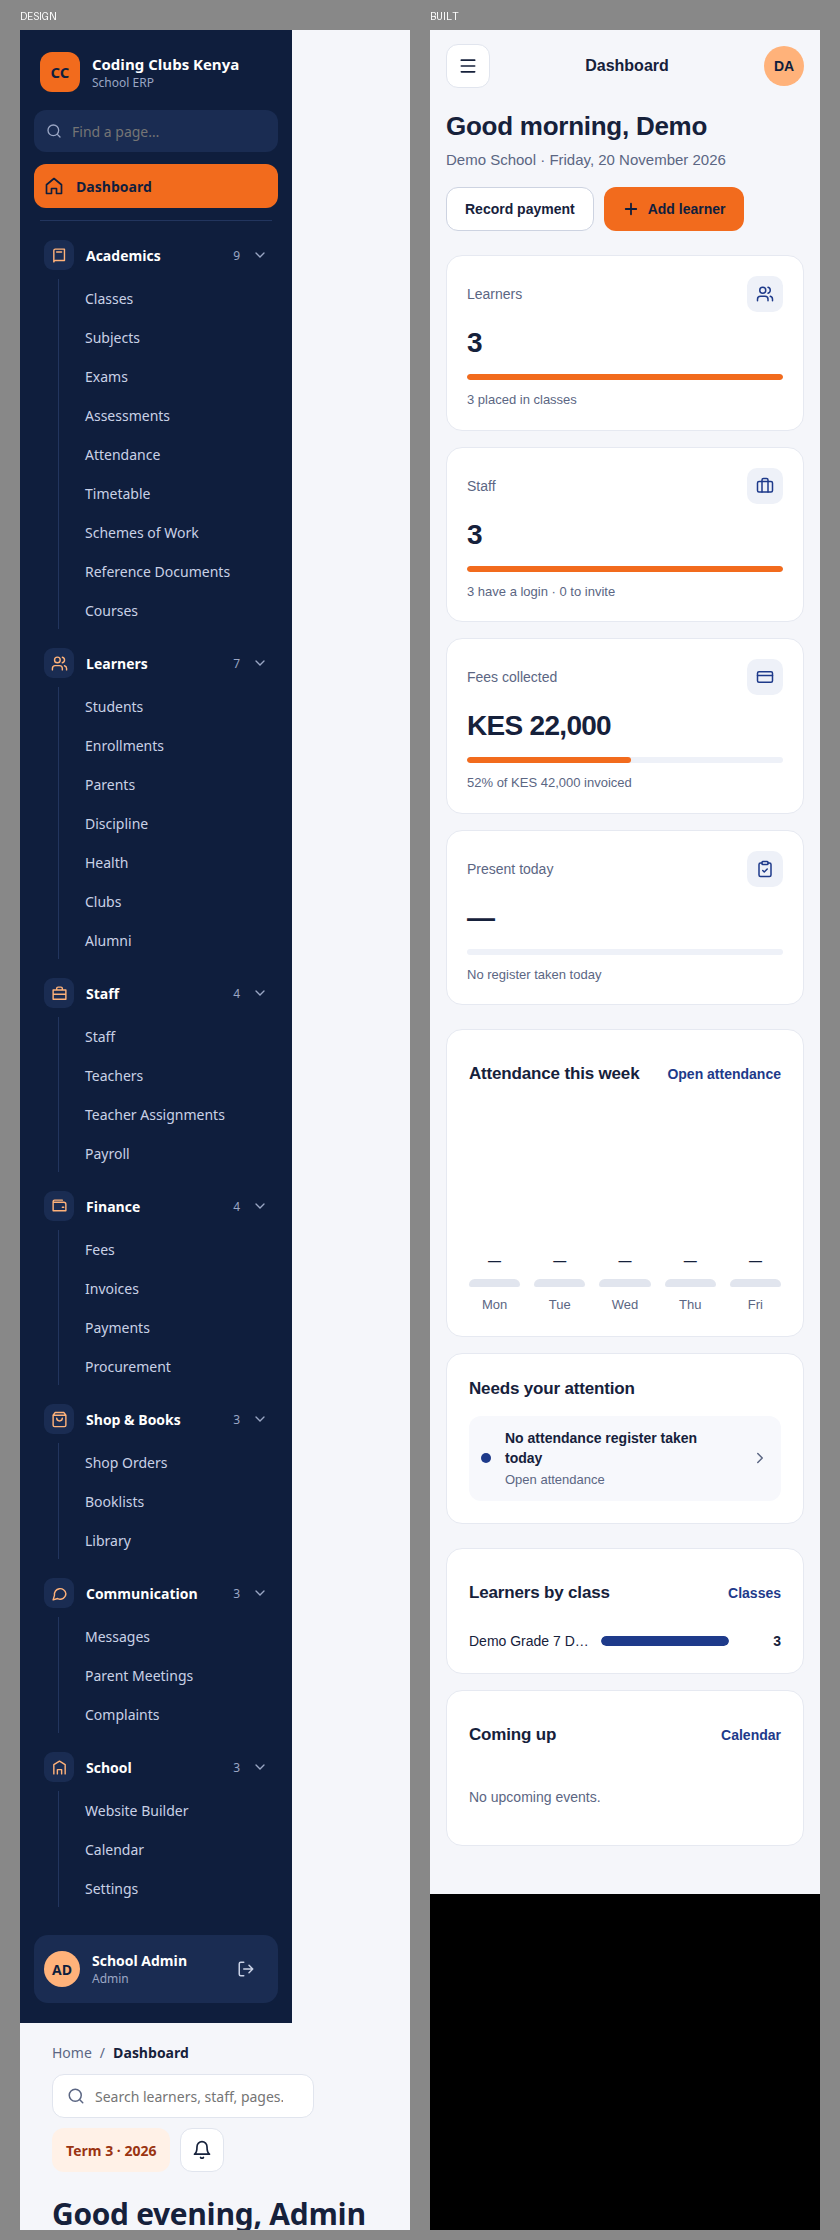 DESIGN
CC
Coding Clubs Kenya
School ERP
Find a page...
Dashboard
Academics 9
Classes
Subjects
Exams
Assessments
Attendance
Timetable
Schemes of Work
Reference Documents
Courses
Learners 7
Students
Enrollments
Parents
Discipline
Health
Clubs
Alumni
Staff 4
Staff
Teachers
Teacher Assignments
Payroll
Finance 4
Fees
Invoices
Payments
Procurement
Shop & Books 3
Shop Orders
Booklists
Library
Communication 3
Messages
Parent Meetings
Complaints
School 3
Website Builder
Calendar
Settings
AD
School Admin
Admin
Home / Dashboard
Search learners, staff, pages.
Term 3 · 2026
Good evening, Admin
BUILT
Dashboard
DA
Good morning, Demo
Demo School · Friday, 20 November 2026
Record payment
Add learner
Learners
3
3 placed in classes
Staff
3
3 have a login · 0 to invite
Fees collected
KES 22,000
52% of KES 42,000 invoiced
Present today
—
No register taken today
Attendance this week Open attendance
— — — — —
Mon Tue Wed Thu Fri
Needs your attention
No attendance register taken
today
Open attendance
Learners by class Classes
Demo Grade 7 D... 3
Coming up Calendar
No upcoming events.